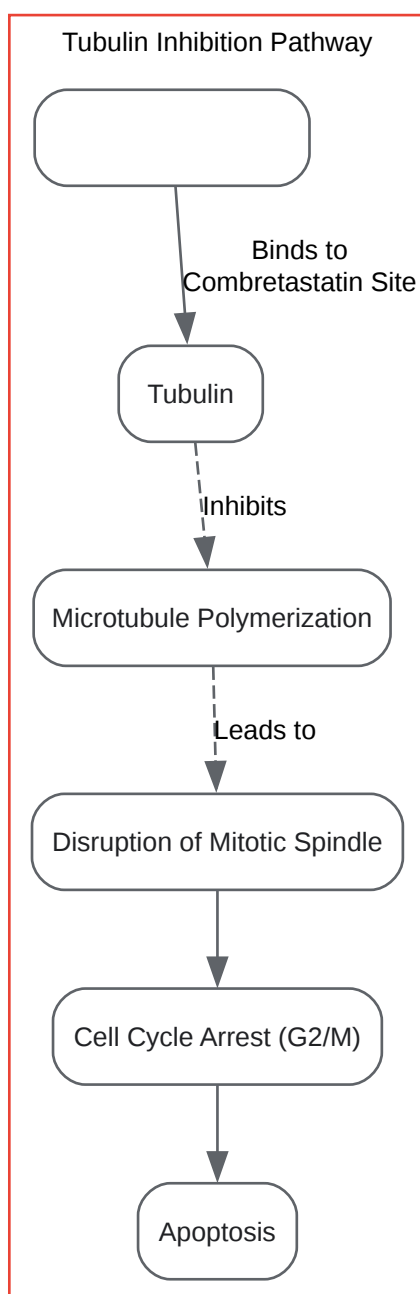 Tubulin Inhibition Pathway
Binds to
Combretastatin Site
Tubulin
Inhibits
Microtubule Polymerization
Leads to
Disruption of Mitotic Spindle
Cell Cycle Arrest (G2/M)
Apoptosis